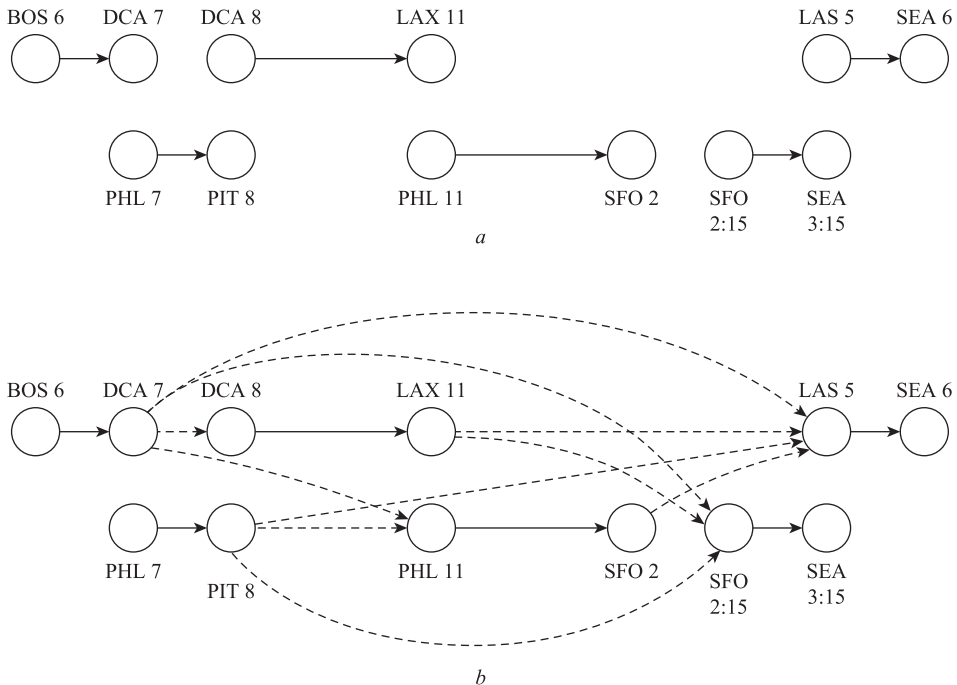 BOS 6 DCA 7 DCA 8 LAX 11 LAS 5 SEA 6
PHL 7 PIT 8 PHL 11 SFO 2 SFO SEA
2:15 3:15
a
BOS 6 DCA 7 DCA 8 LAX 11 LAS 5 SEA 6
PHL 7 PIT 8 PHL 11 SFO 2 SFO SEA
2:15 3:15
b